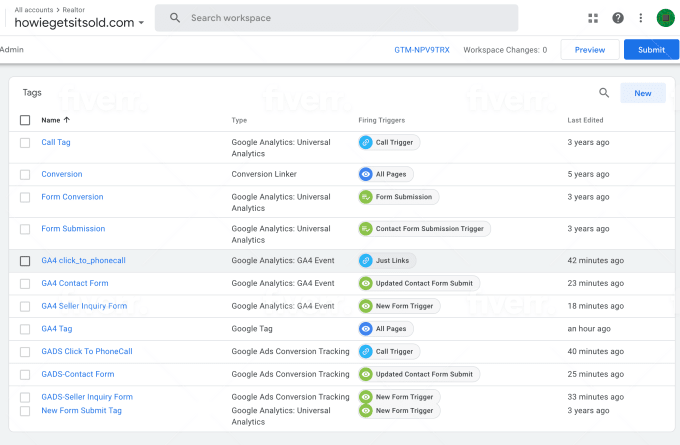 All accounts > Realtor
howiegetsitsold.com
Search workspace
Admin
GTM-NPV9TRX Workspace Changes: 0 Preview Submit
Tags
New
Name Type Firing Triggers Last Edited
Call Tag Google Analytics: Universal Call Trigger 3 years ago
Analytics
Conversion Conversion Linker All Pages 5 years ago
Form Conversion Google Analytics: Universal Form Submission 3 years ago
Analytics
Form Submission Google Analytics: Universal Contact Form Submission Trigger 3 years ago
Analytics
GA4 click_to_phonecall Google Analytics: GA4 Event Just Links 42 minutes ago
GA4 Contact Form Google Analytics: GA4 Event Updated Contact Form Submit 23 minutes ago
GA4 Seller Inquiry Form Google Analytics: GA4 Event New Form Trigger 18 minutes ago
GA4 Tag Google Tag All Pages an hour ago
GADS Click To PhoneCall Google Ads Conversion Tracking Call Trigger 40 minutes ago
GADS-Contact Form Google Ads Conversion Tracking Updated Contact Form Submit 25 minutes ago
GADS-Seller Inquiry Form Google Ads Conversion Tracking New Form Trigger 33 minutes ago
New Form Submit Tag Google Analytics: Universal New Form Trigger 3 years ago
Analytics
fiverr. fiverr. fiverr. fiverr.